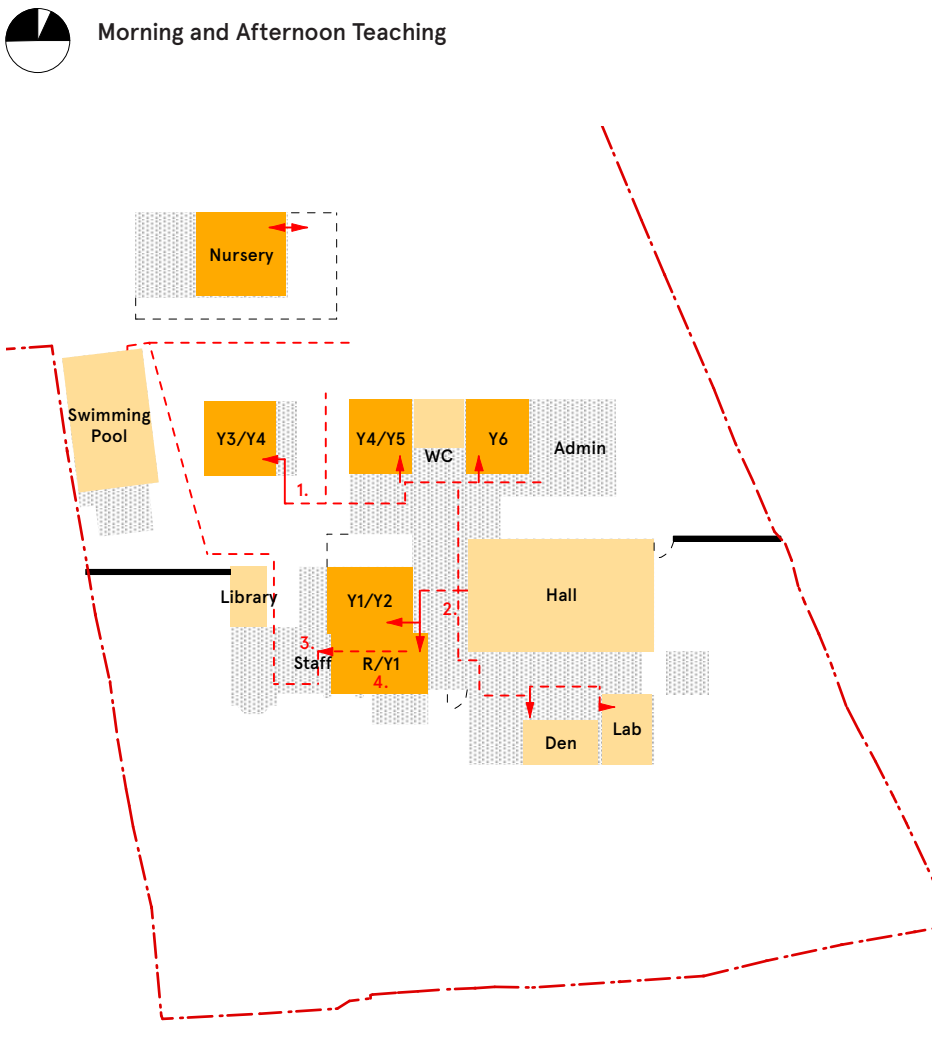 Morning and Afternoon Teaching
Nursery
Swimming
Pool
Y3/Y4
Y4/Y5
WC
Y6
Admin
1.
Library
Y1/Y2
2.
Hall
3.
Staff
R/Y1
4.
Den
Lab